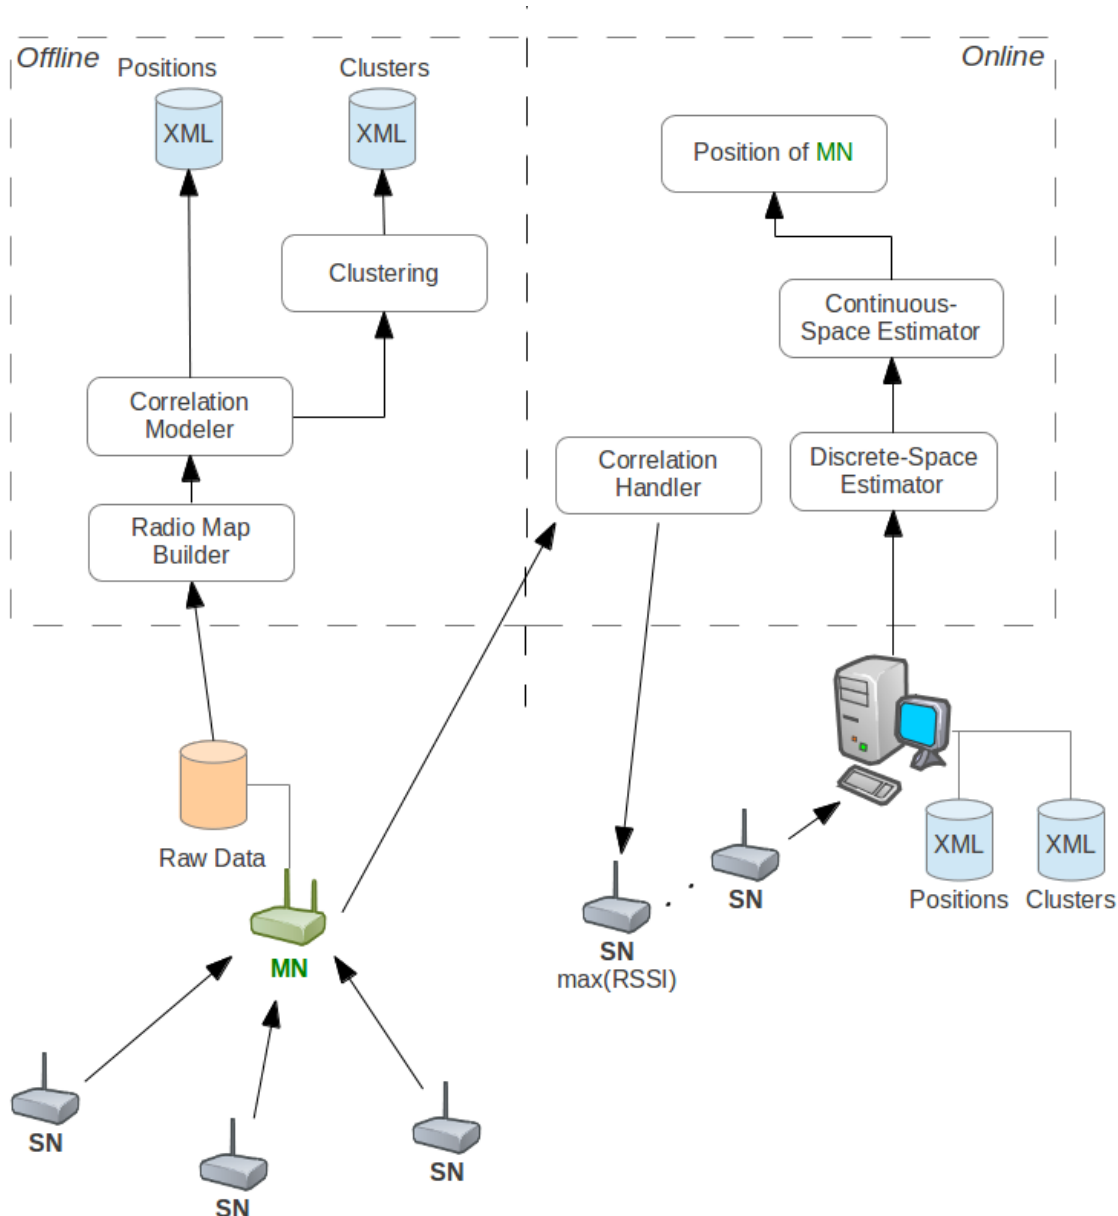 Offline
Online
Positions
Clusters
XML
XML
Position of MN
Clustering
Continuous-
Space Estimator
Correlation
Modeler
Correlation
Handler
Discrete-Space
Estimator
Radio Map
Builder
Raw Data
XML
XML
Positions
Clusters
SN
SN
max(RSSI)
MN
SN
SN
SN